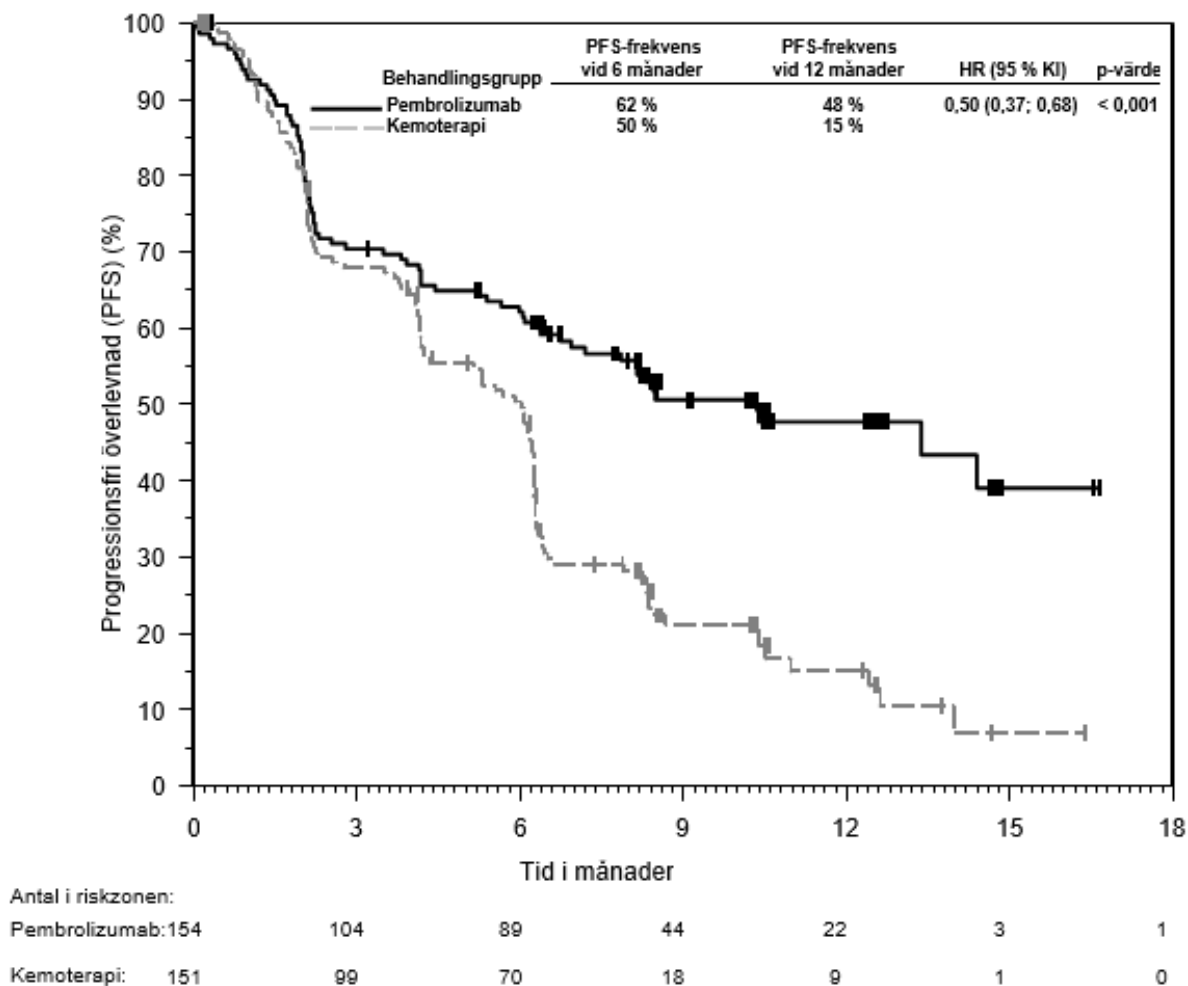 PFS-frekvens PFS-frekvens
Behandlingsgrupp vid 6 månader vid 12 månader HR (95 % KI) p-värde
Pembrolizumab 62 % 48 % 0,50 (0,37; 0,68) < 0,001
Kemoterapi 50 % 15 %
Progressionsfri överlevnad (PFS) (%)
100
90
80
70
60
50
40
30
20
10
0
0 3 6 9 12 15 18
Tid i månader
Antal i riskzonen:
Pembrolizumab: 154 104 89 44 22 3 1
Kemoterapi: 151 99 70 18 9 1 0